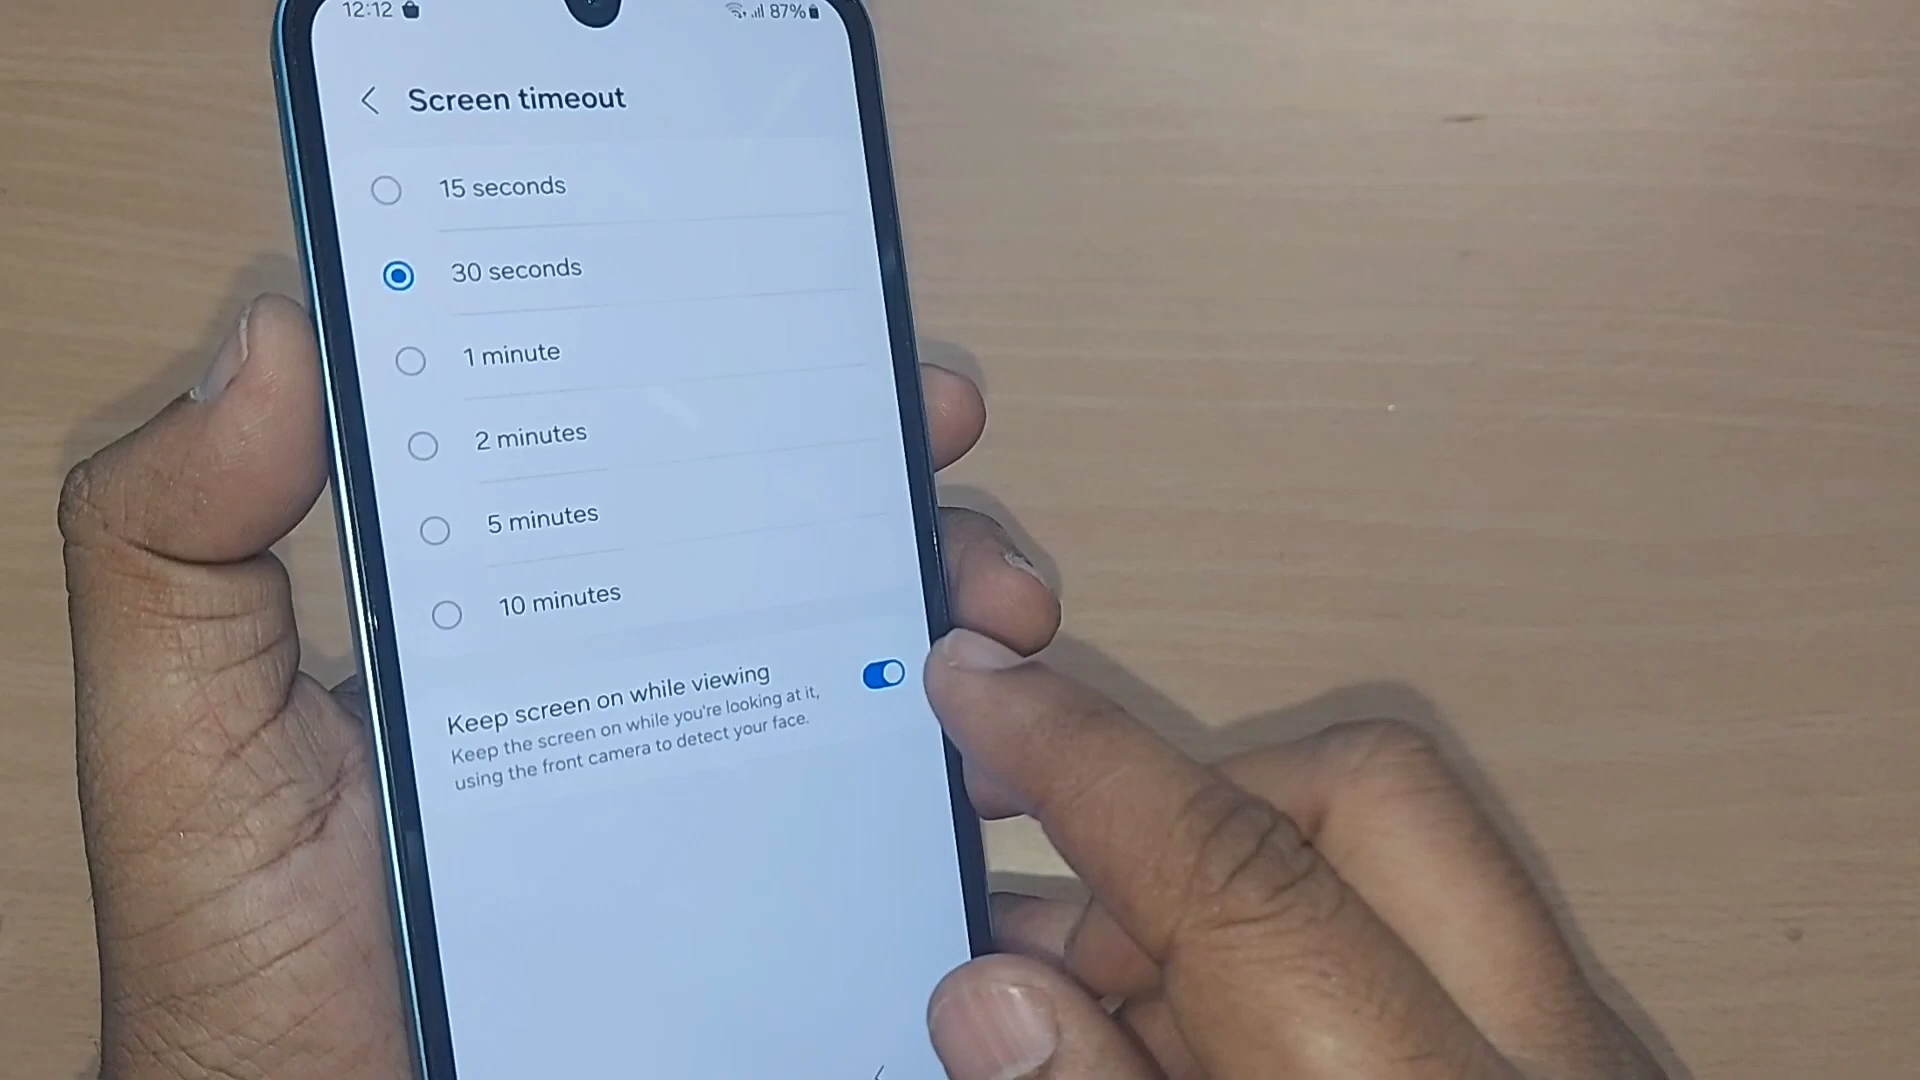 12:12 87%
Screen timeout
15 seconds
30 seconds
1 minute
2 minutes
5 minutes
10 minutes
Keep screen on while viewing
Keep the screen on while you're looking at it,
using the front camera to detect your face.